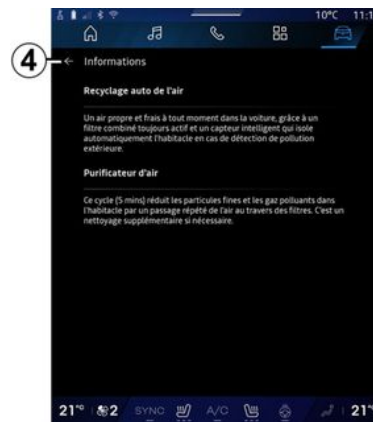 10°C 11:1
4
← Informations
Recyclage auto de l'air
Un air propre et frais à tout moment dans la voiture, grâce à un
filtre combiné toujours actif et un capteur intelligent qui isole
automatiquement l'habitacle en cas de détection de pollution
extérieure.
Purificateur d'air
Ce cycle (5 mins) réduit les particules fines et les gaz polluants dans
l'habitacle par un passage répété de l'air au travers des filtres. C'est un
nettoyage supplémentaire si nécessaire.
21°C 2 SYNC A/C 21°